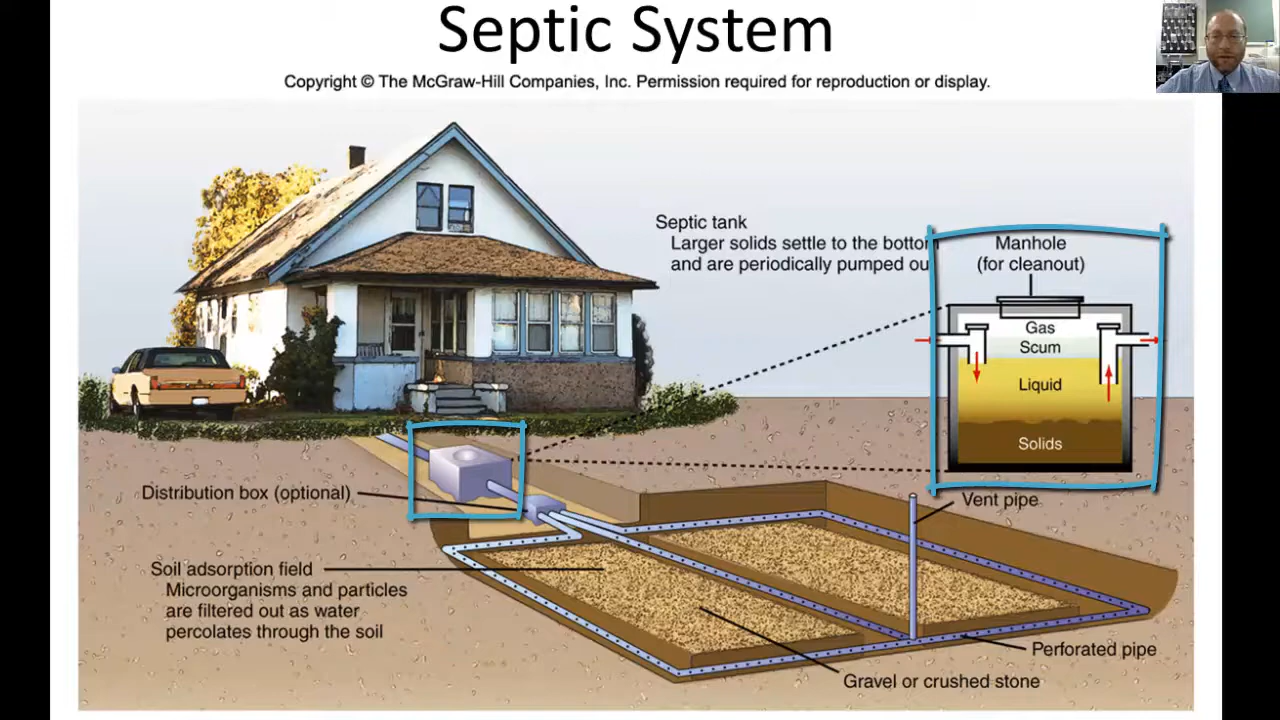 Septic System
Copyright © The McGraw-Hill Companies, Inc. Permission required for reproduction or display.
Septic tank
Larger solids settle to the bottom
and are periodically pumped ou
Manhole
(for cleanout)
Gas
Scum
Liquid
Solids
Distribution box (optional)
Vent pipe
Soil adsorption field
Microorganisms and particles
are filtered out as water
percolates through the soil
Perforated pipe
Gravel or crushed stone